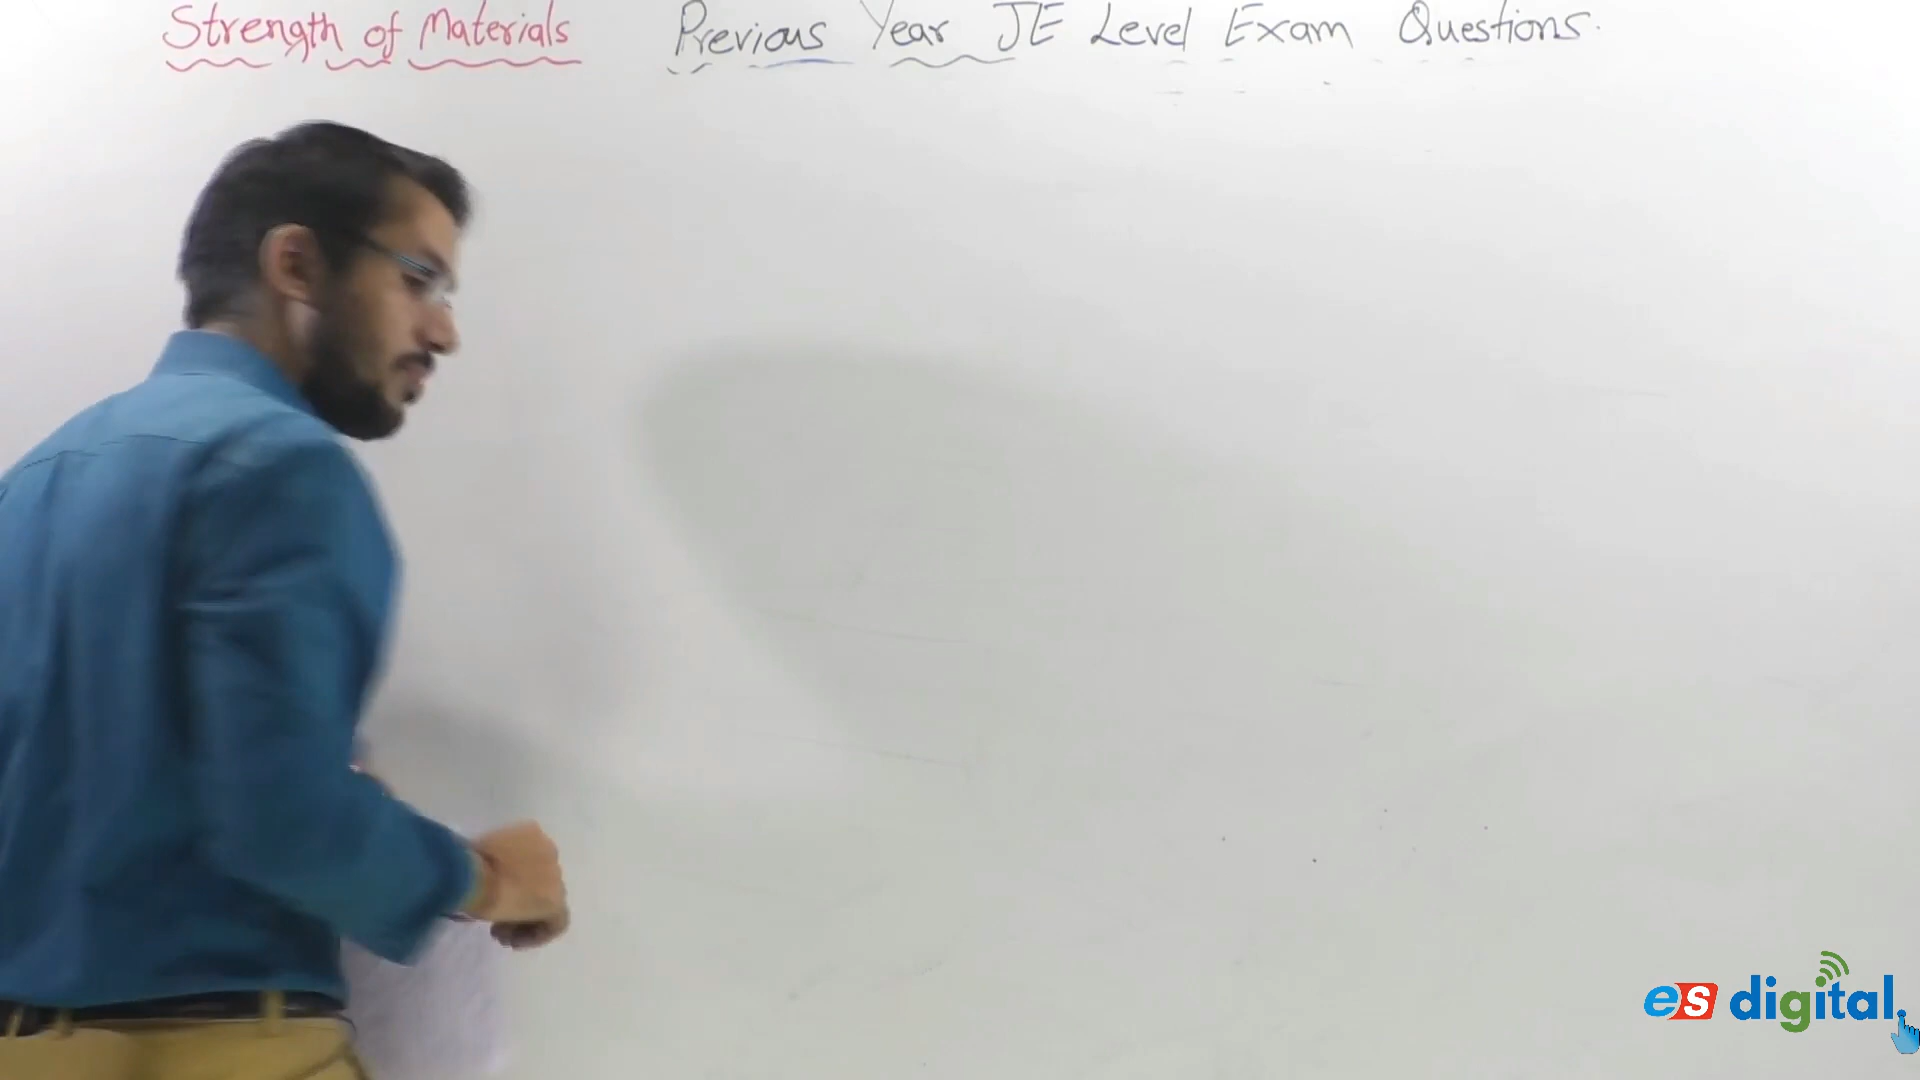 Strength of Materials Previous Year JE Level Exam Questions.
es digital.